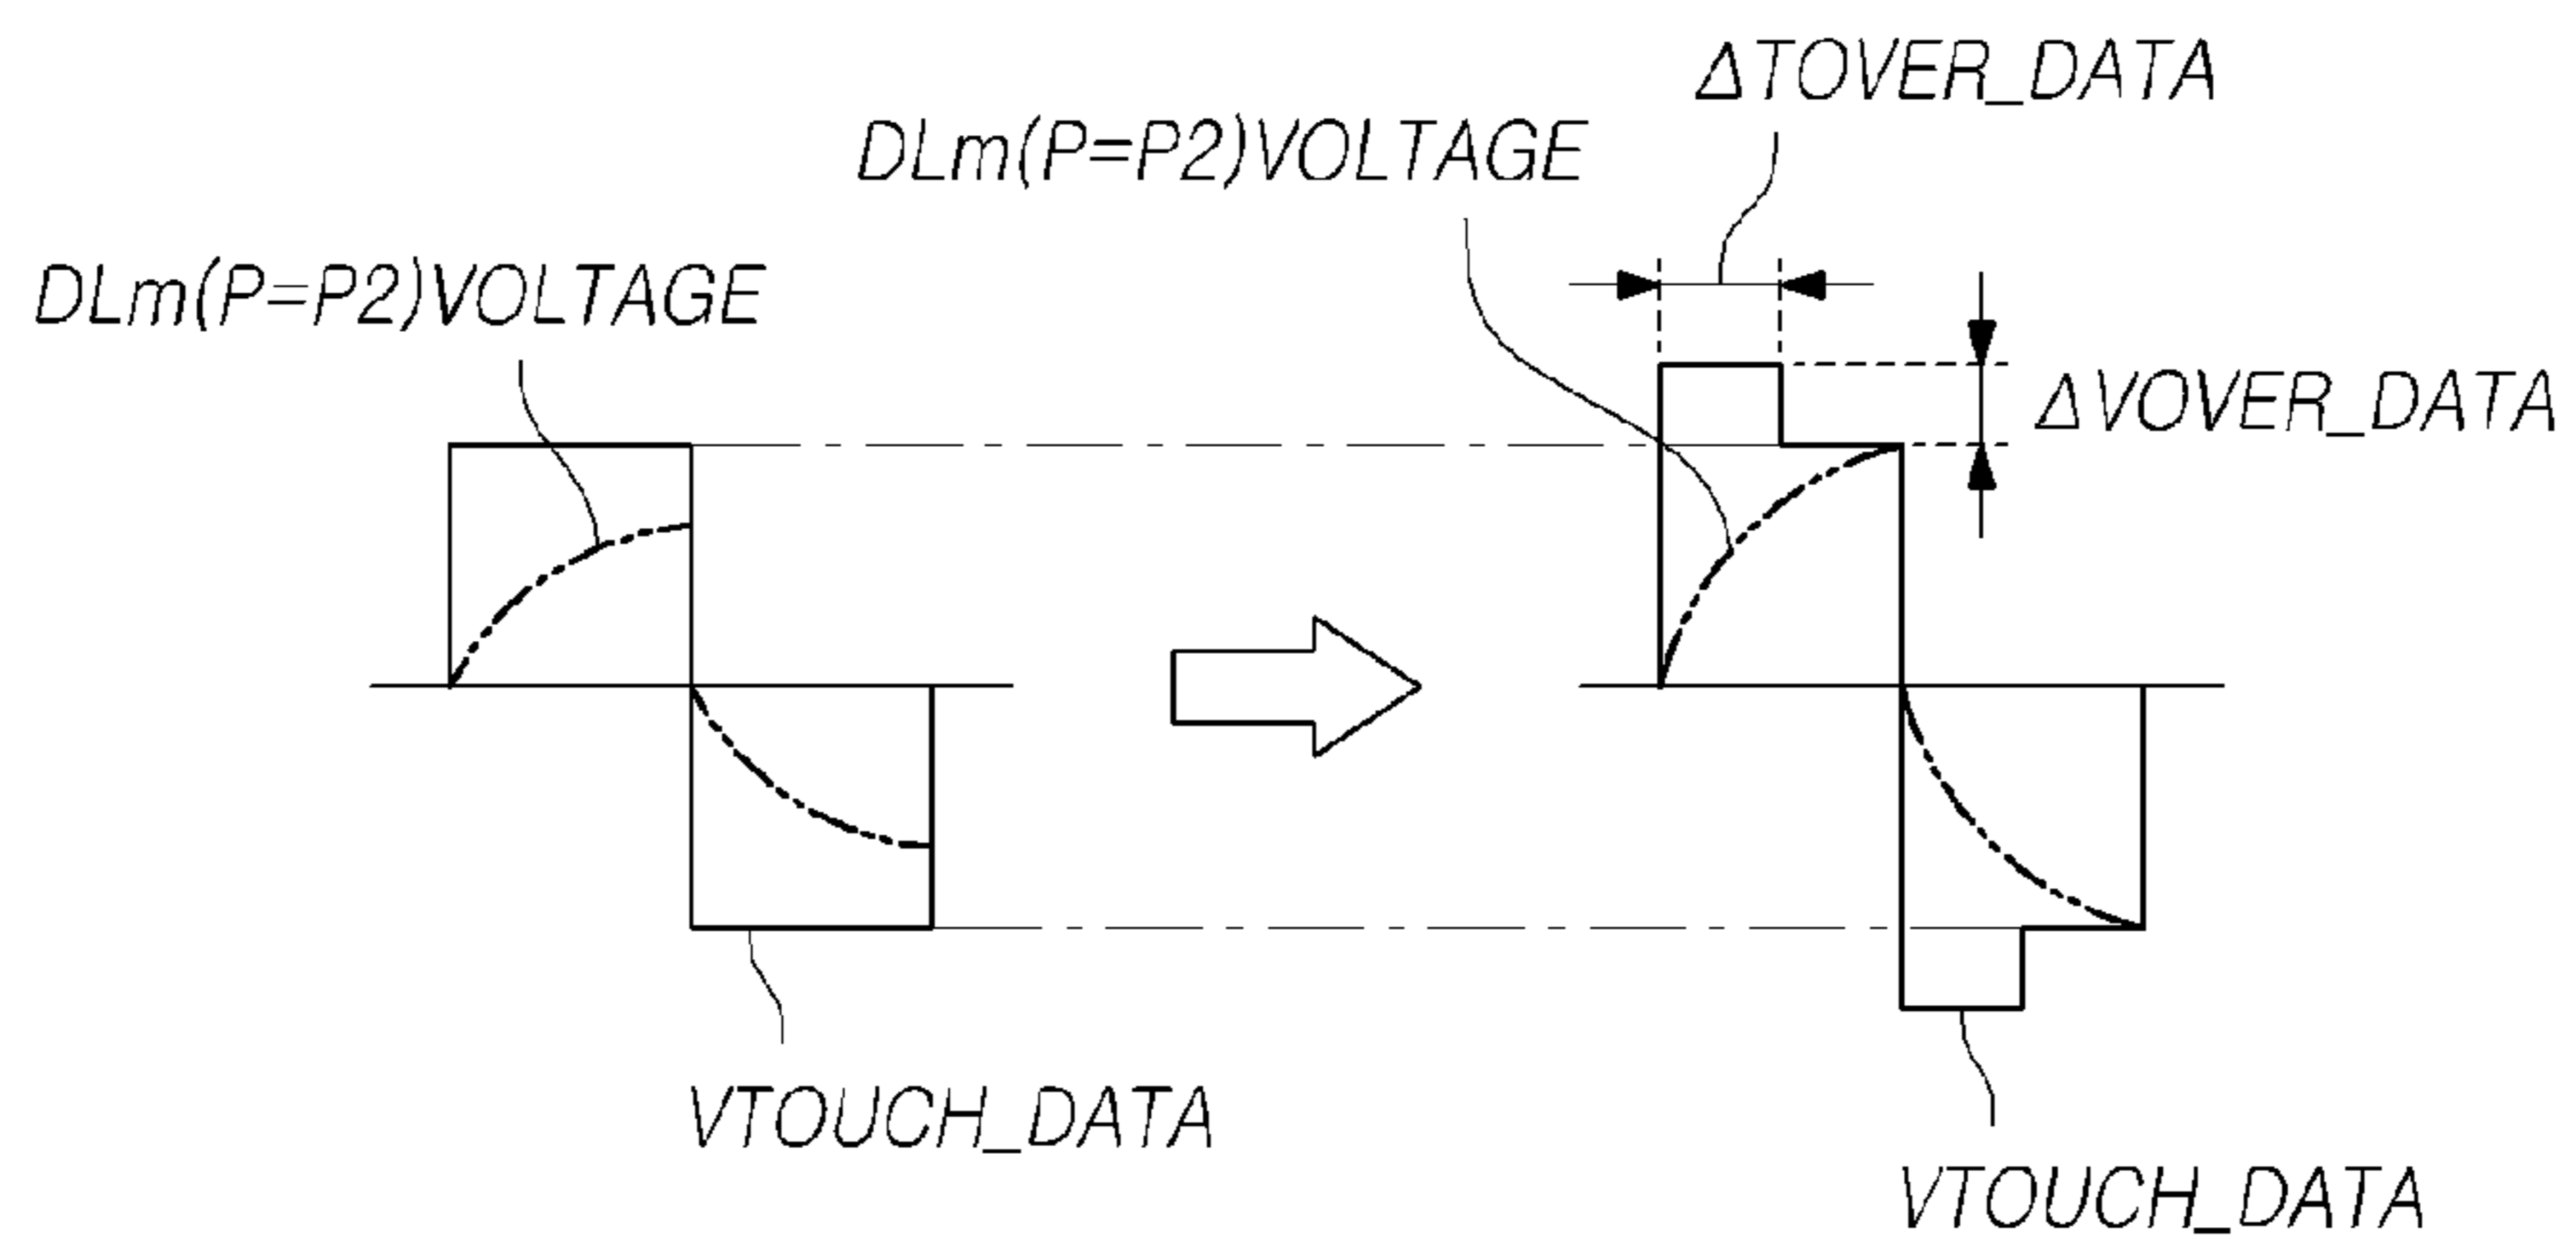 ΔTOVER_DATA
DLm(P=P2)VOLTAGE
DLm(P=P2)VOLTAGE
ΔVOVER_DATA
VTOUCH_DATA
VTOUCH_DATA